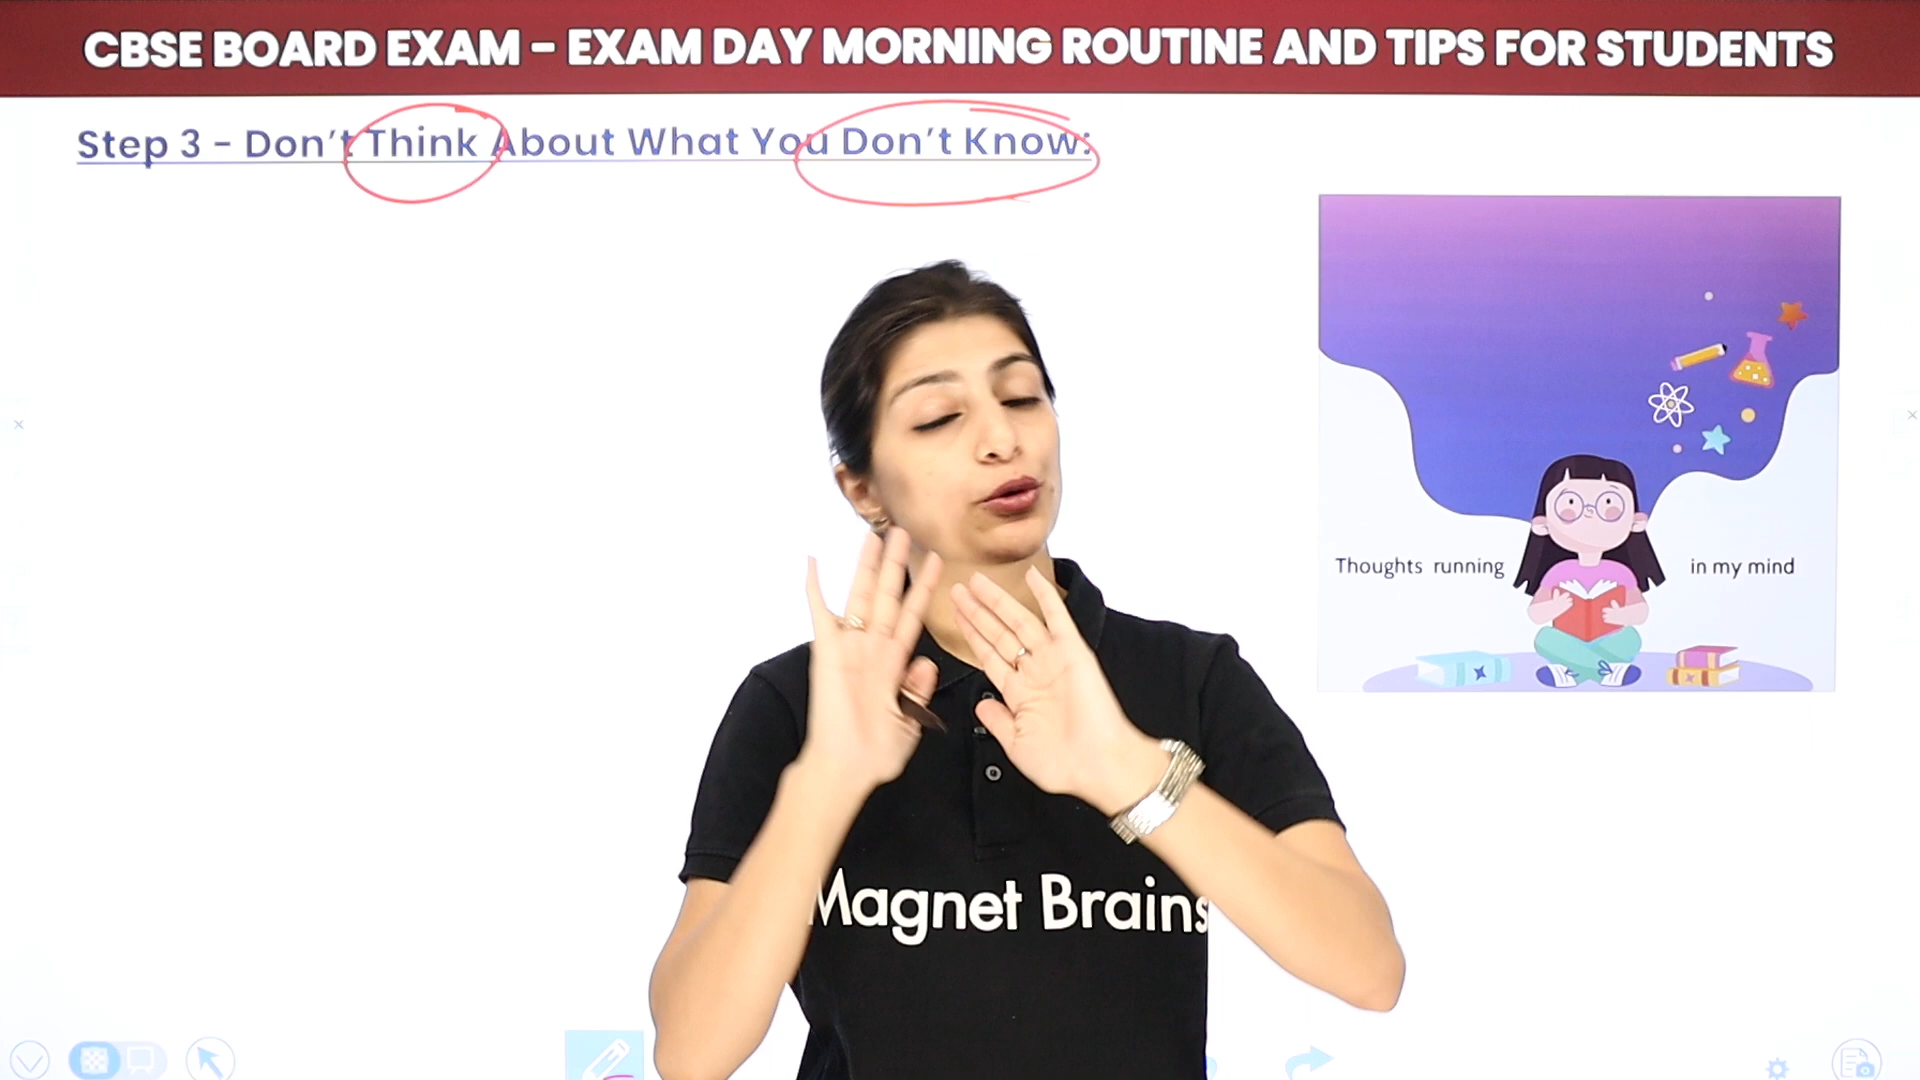 CBSE BOARD EXAM – EXAM DAY MORNING ROUTINE AND TIPS FOR STUDENTS
Step 3 – Don't Think About What You Don't Know:
Thoughts running in my mind
Magnet Brains